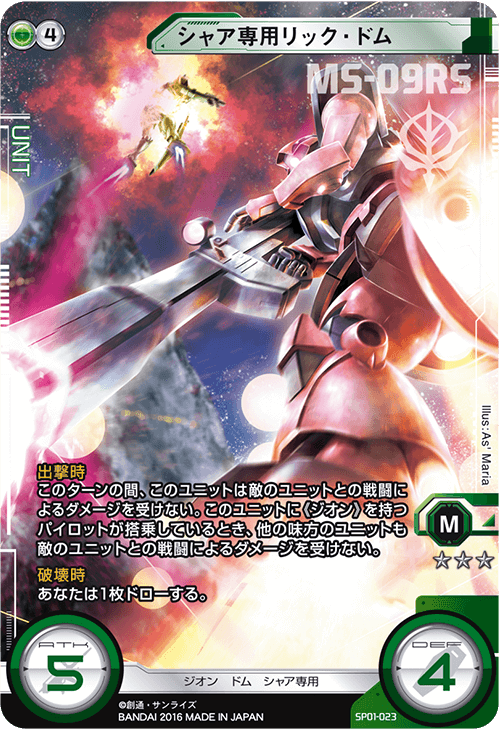 4
シャア専用リック・ドム
MS-09RS
UNIT
Illus:As' Maria
出撃時
このターンの間、このユニットは敵のユニットとの戦闘に
よるダメージを受けない。このユニットに《ジオン》を持つ
パイロットが搭乗しているとき、他の味方のユニットも
敵のユニットとの戦闘によるダメージを受けない。
破壊時
あなたは1枚ドローする。
M
ATK
5
DEF
4
ジオン　ドム　シャア専用
©創通・サンライズ
BANDAI 2016 MADE IN JAPAN
SP01-023